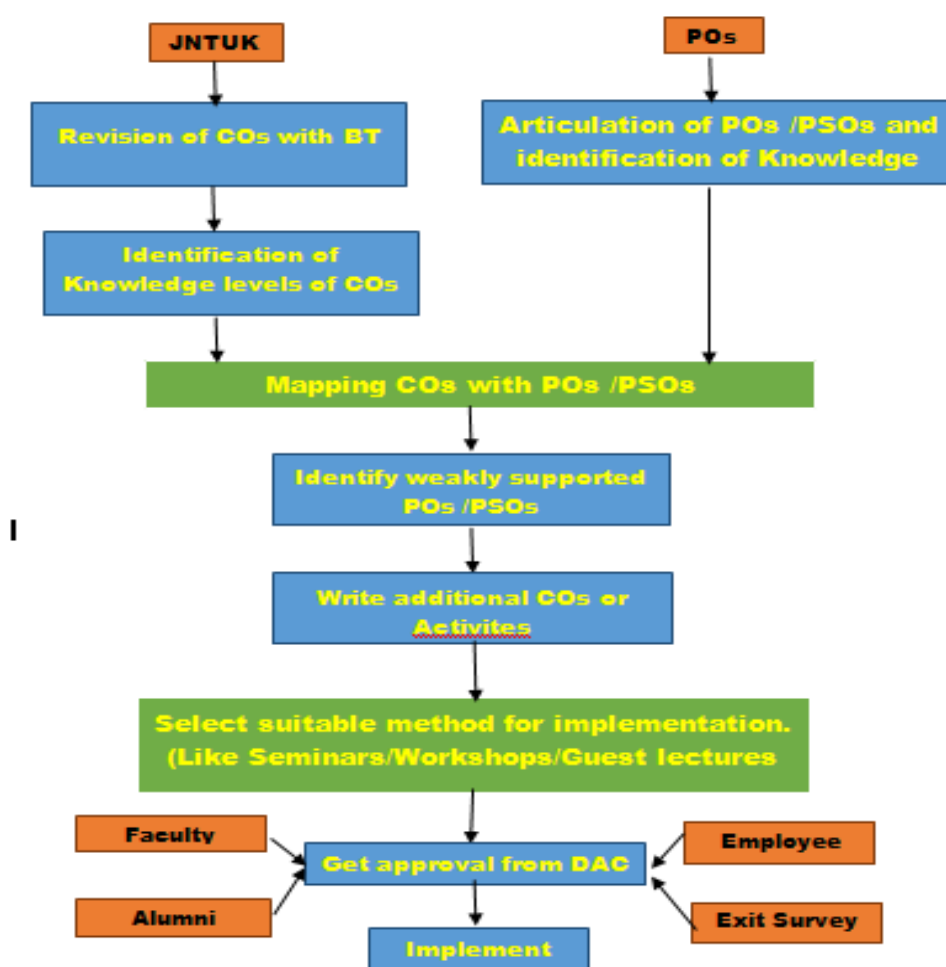 JNTUK
POs
Revision of COs with BT
Articulation of POs /PSOs and
identification of Knowledge
Identification of
Knowledge levels of COs
Mapping COs with POs /PSOs
Identify weakly supported
POs /PSOs
I
Write additional COs or
Activites
Select suitable method for implementation.
(Like Seminars/Workshops/Guest lectures
Faculty
Employee
Get approval from DAC
Alumni
Exit Survey
Implement